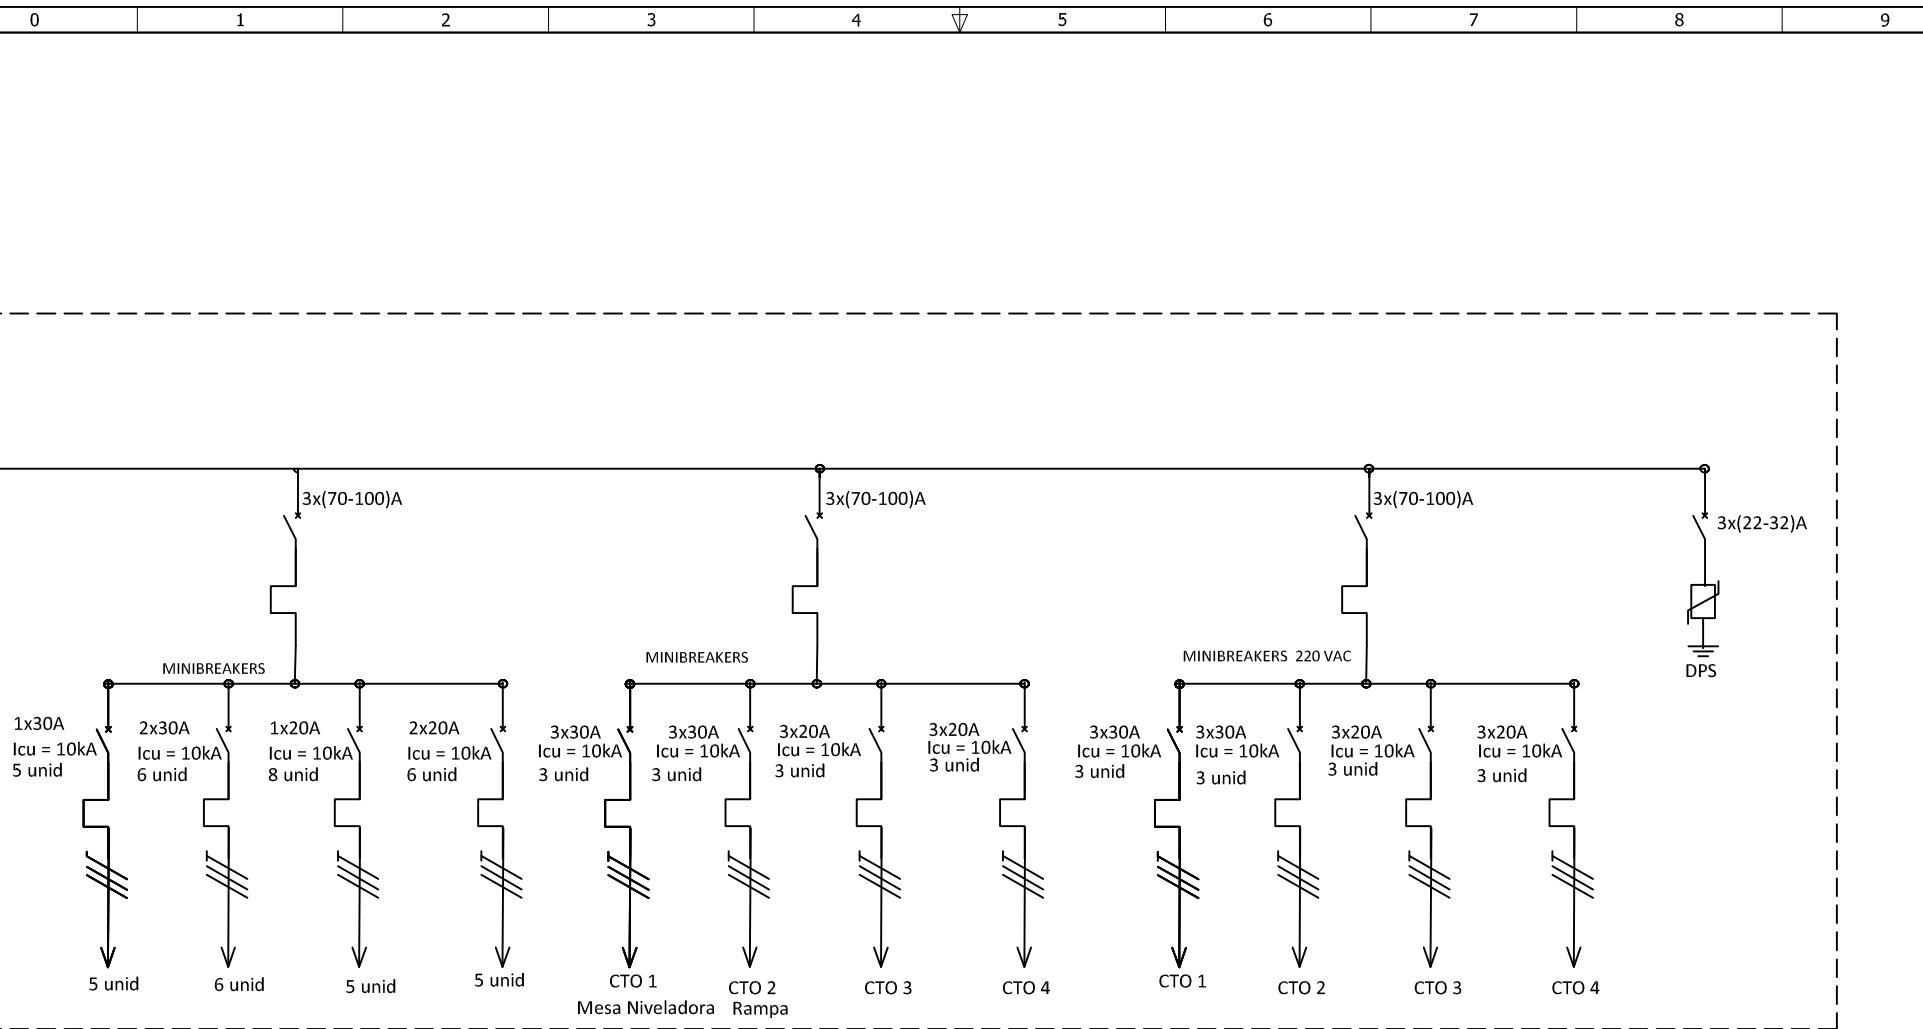 0 1 2 3 4 5 6 7 8 9
3x(70-100)A 3x(70-100)A 3x(70-100)A
3x(22-32)A
MINIBREAKERS MINIBREAKERS MINIBREAKERS 220 VAC
DPS
1x30A
Icu = 10kA
5 unid
2x30A
Icu = 10kA
6 unid
1x20A
Icu = 10kA
8 unid
2x20A
Icu = 10kA
6 unid
3x30A
Icu = 10kA
3 unid
3x30A
Icu = 10kA
3 unid
3x20A
Icu = 10kA
3 unid
3x20A
Icu = 10kA
3 unid
3x30A
Icu = 10kA
3 unid
3x30A
Icu = 10kA
3 unid
3x20A
Icu = 10kA
3 unid
3x20A
Icu = 10kA
3 unid
5 unid 6 unid 5 unid 5 unid CTO 1 CTO 2 CTO 3 CTO 4 CTO 1 CTO 2 CTO 3 CTO 4
Mesa Niveladora Rampa